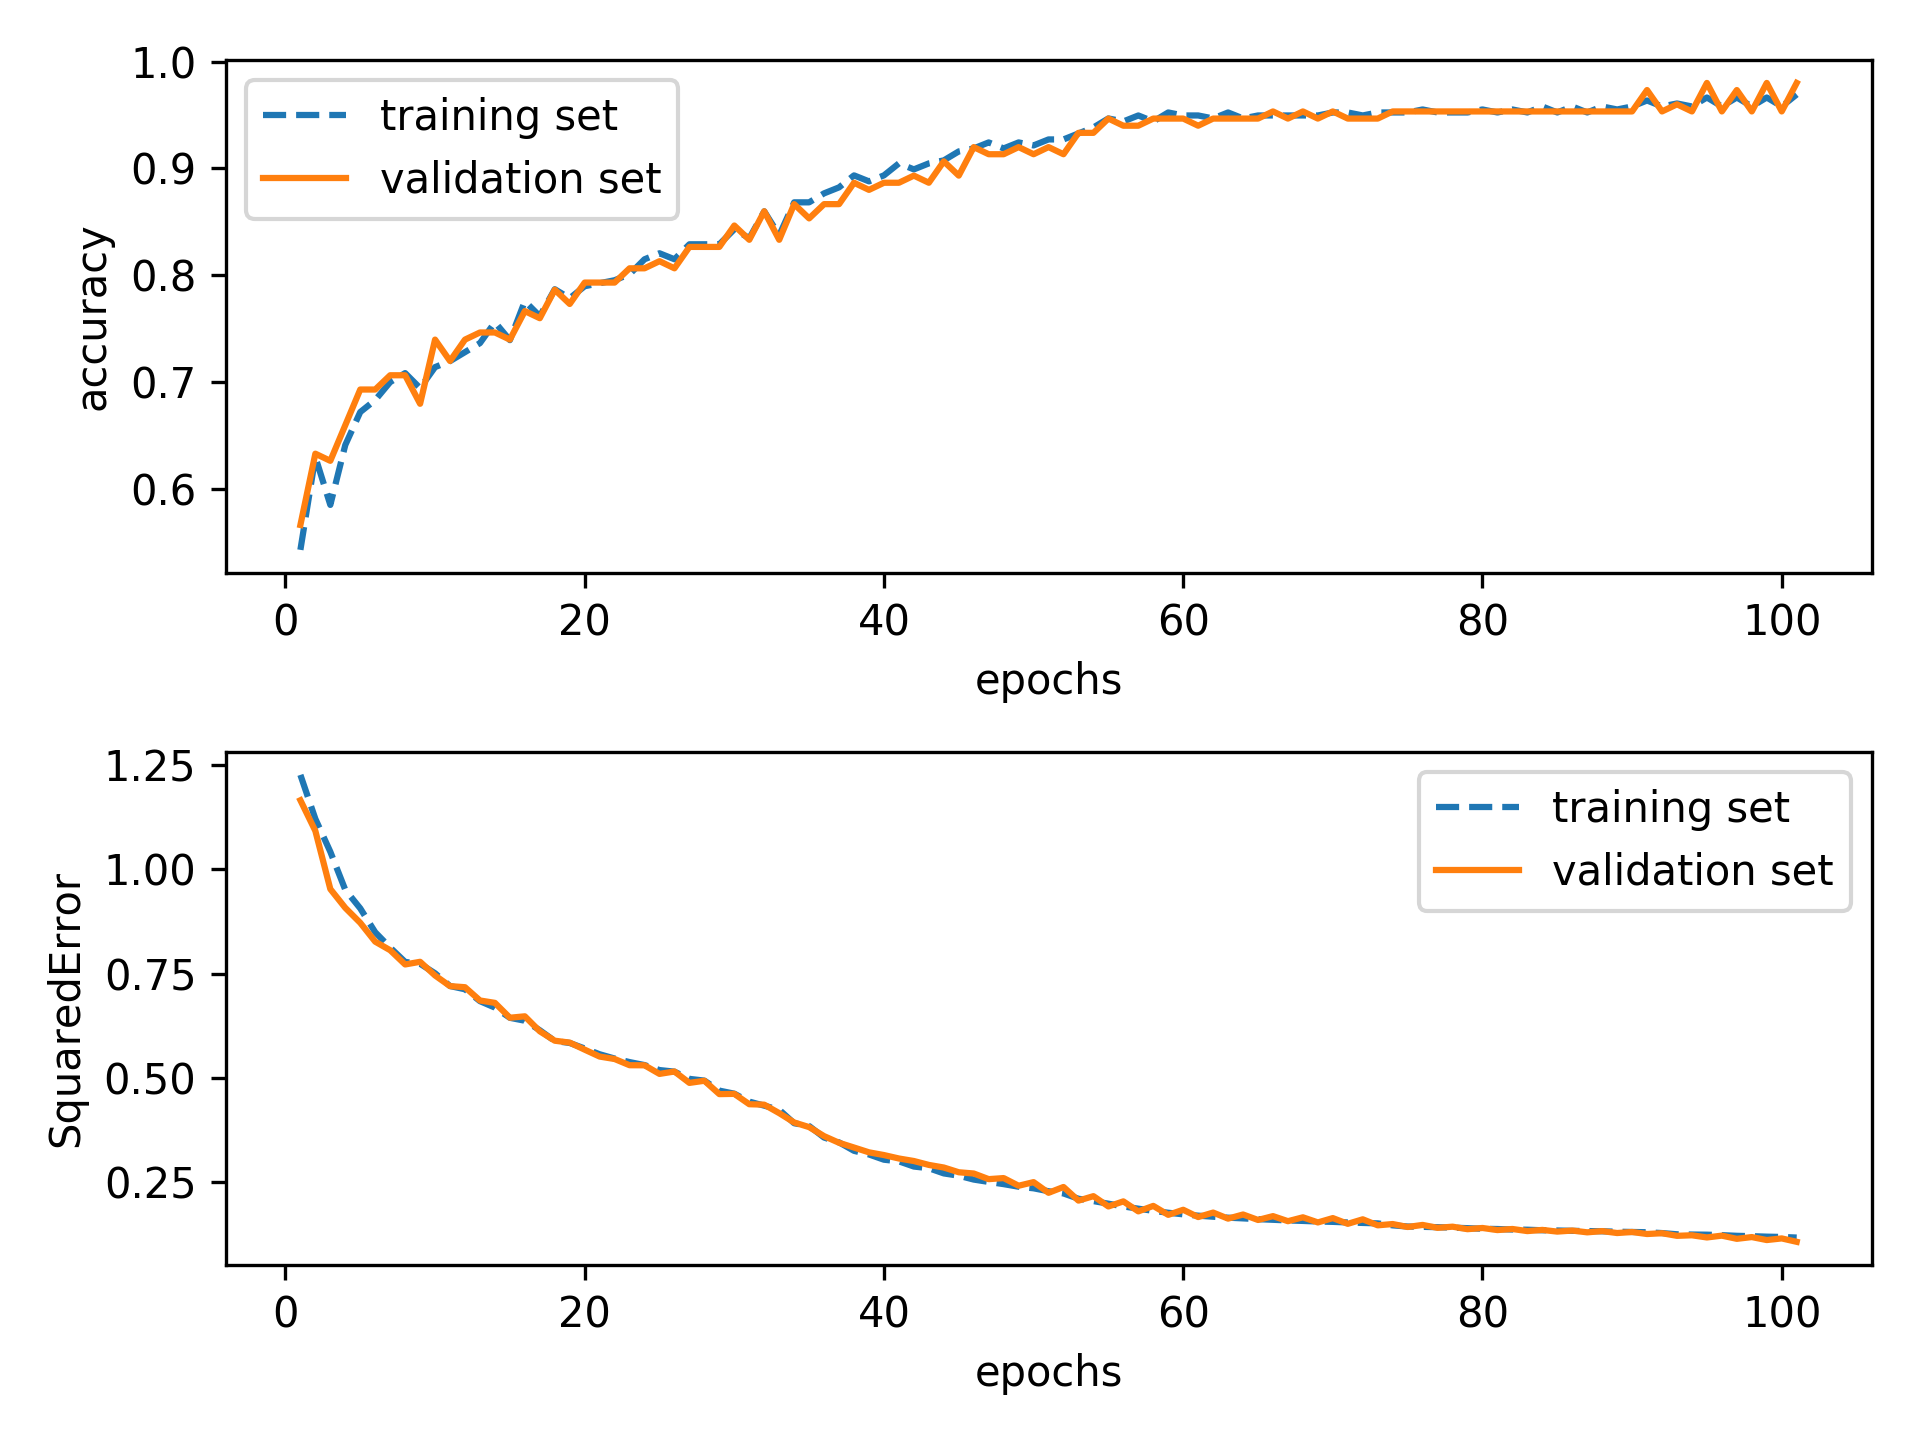 1.0
0.9
0.8
0.7
0.6
accuracy
training set
validation set
0 20 40 60 80 100
epochs
1.25
1.00
0.75
0.50
0.25
SquaredError
training set
validation set
0 20 40 60 80 100
epochs